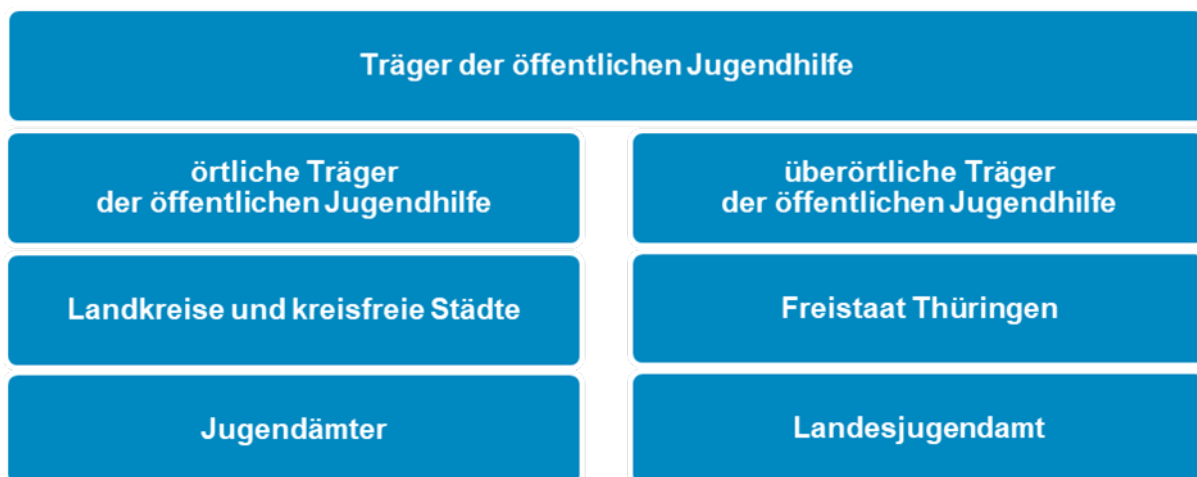 Träger der öffentlichen Jugendhilfe
örtliche Träger
der öffentlichen Jugendhilfe
überörtliche Träger
der öffentlichen Jugendhilfe
Landkreise und kreisfreie Städte
Freistaat Thüringen
Jugendämter
Landesjugendamt